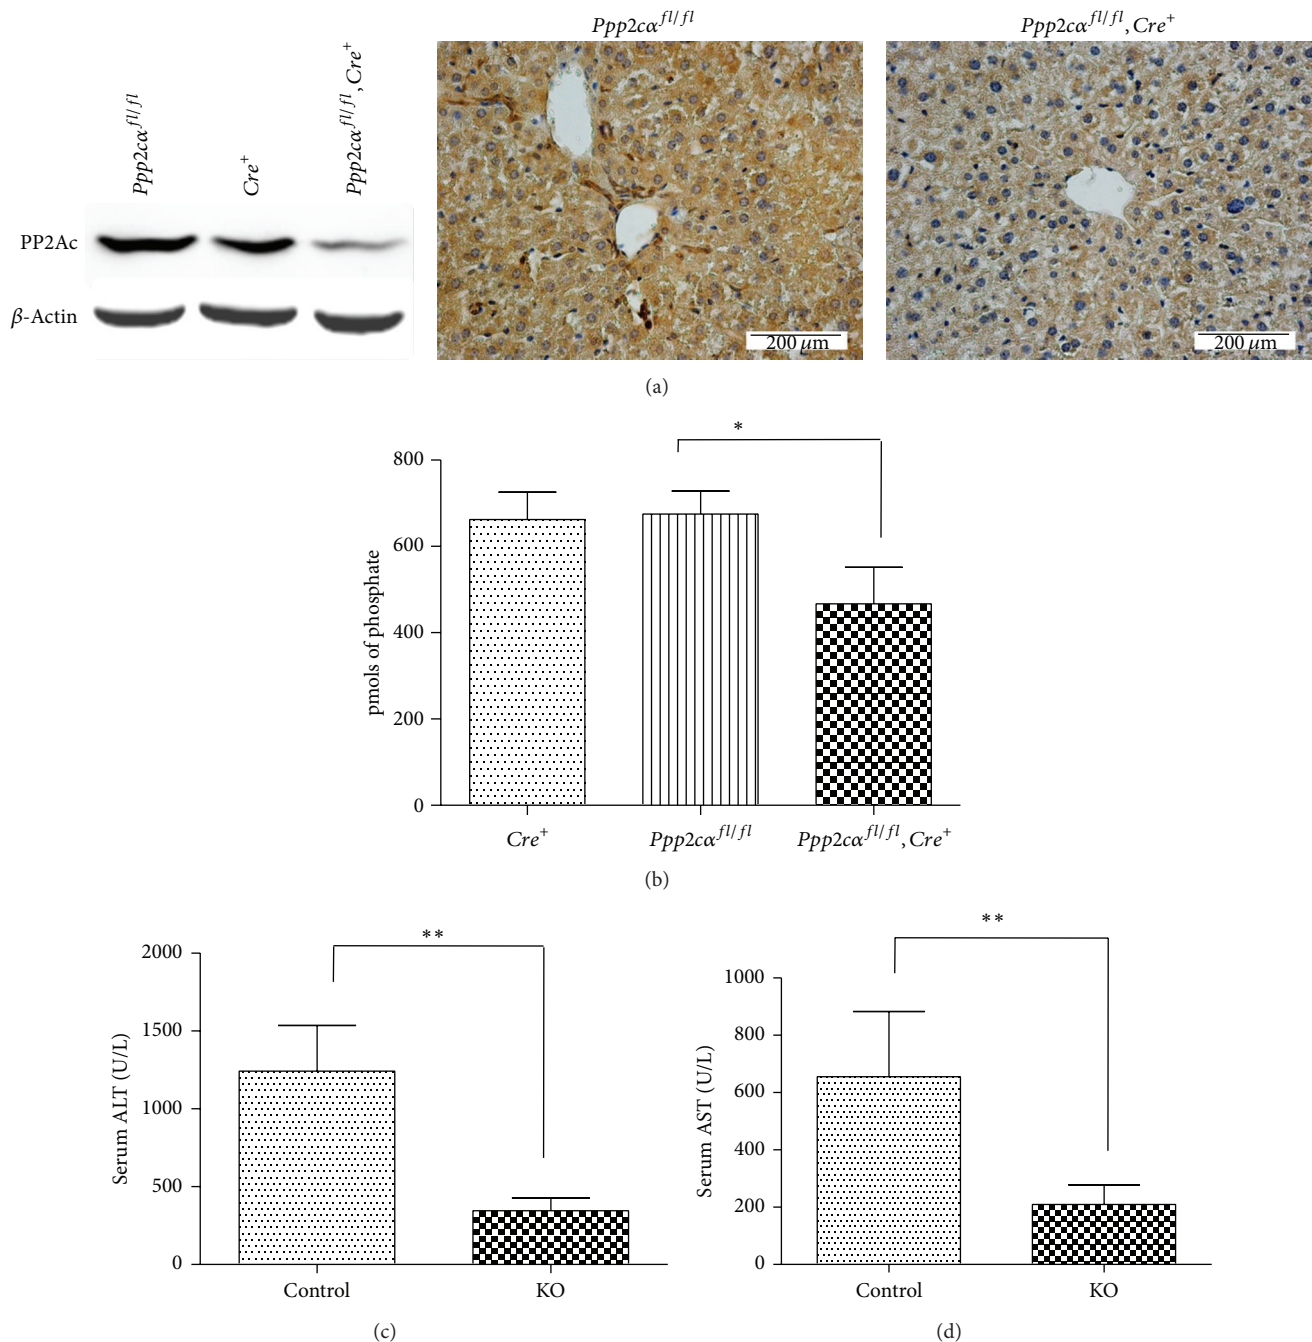 Ppp2cα^fl/fl
Cre⁺
Ppp2cα^fl/fl, Cre⁺
PP2Ac
β-Actin
Ppp2cα^fl/fl
200 μm
Ppp2cα^fl/fl, Cre⁺
200 μm
(a)
*
800
600
400
200
0
pmols of phosphate
Cre⁺
Ppp2cα^fl/fl
Ppp2cα^fl/fl, Cre⁺
(b)
**
2000
1500
1000
500
0
Serum ALT (U/L)
Control
KO
(c)
**
1000
800
600
400
200
0
Serum AST (U/L)
Control
KO
(d)